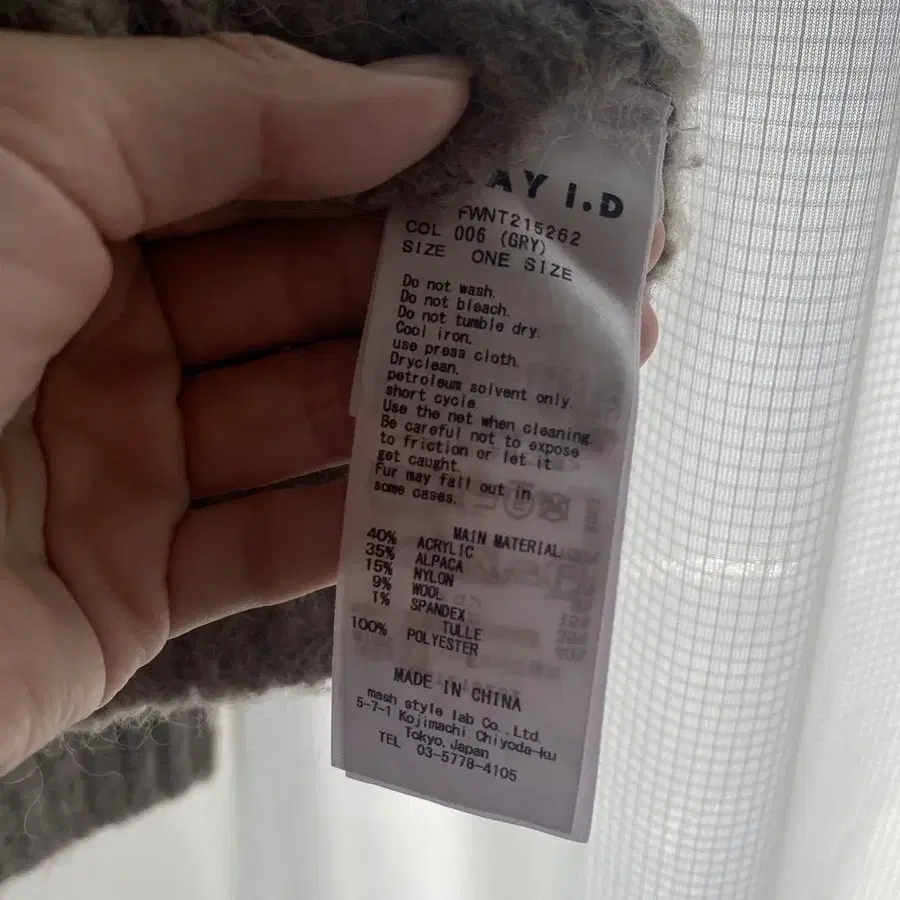 AY i.D
FWNT215262
COL 006 (GRY)
SIZE ONE SIZE
Do not wash.
Do not bleach.
Do not tumble dry.
Cool iron,
use press cloth.
Dryclean.
petroleum solvent only.
short cycle.
Use the net when cleaning.
Be careful not to expose
to friction or let it
get caught.
Fur may fall out in
some cases.
MAIN MATERIAL
40% ACRYLIC
35% ALPACA
15% NYLON
9% WOOL
1% SPANDEX
TULLE
100% POLYESTER
MADE IN CHINA
mash style lab Co.,Ltd.
5-7-1 Kojimachi Chiyoda-ku
Tokyo, Japan
TEL 03-5778-4105